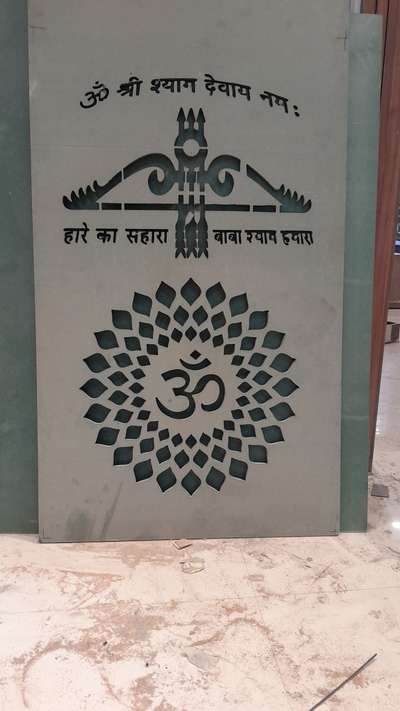 ॐ श्री श्याम देवाय नमः
हारे का सहारा बाबा श्याम हमारा
ॐ